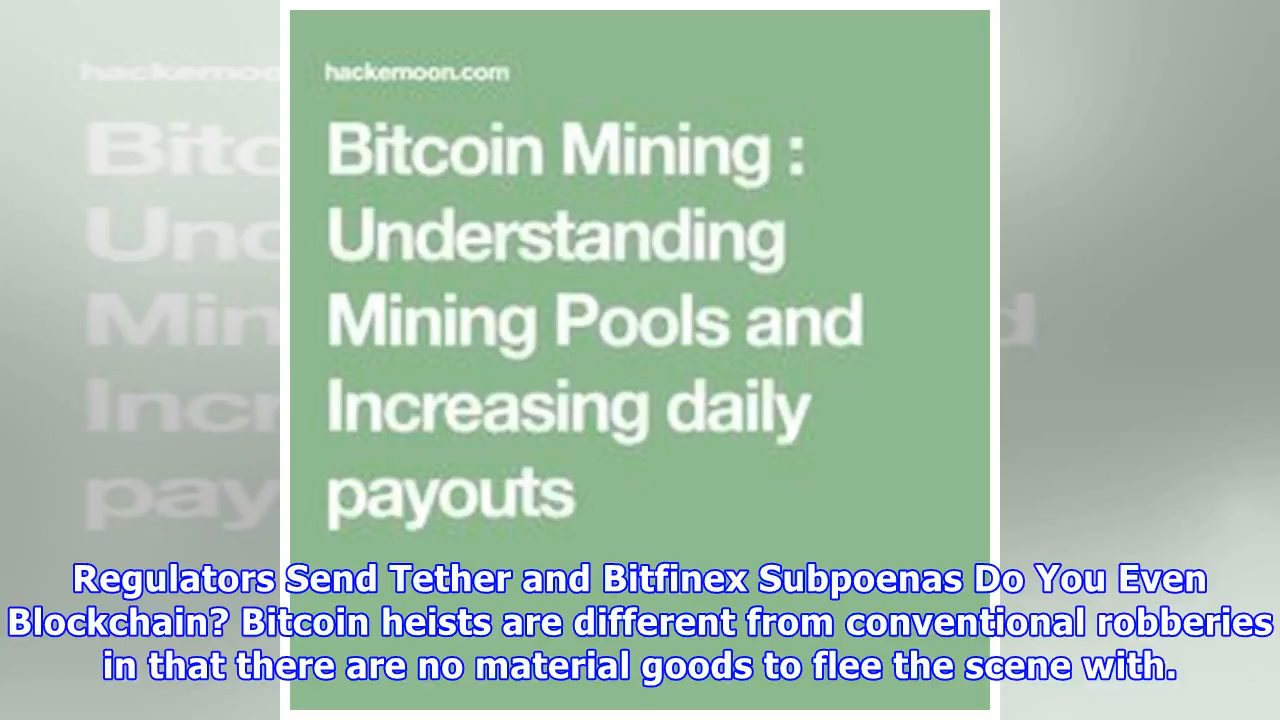 hackernoon.com
Bitcoin Mining :
Understanding
Mining Pools and
Increasing daily
payouts
Regulators Send Tether and Bitfinex Subpoenas Do You Even
Blockchain? Bitcoin heists are different from conventional robberies
in that there are no material goods to flee the scene with.